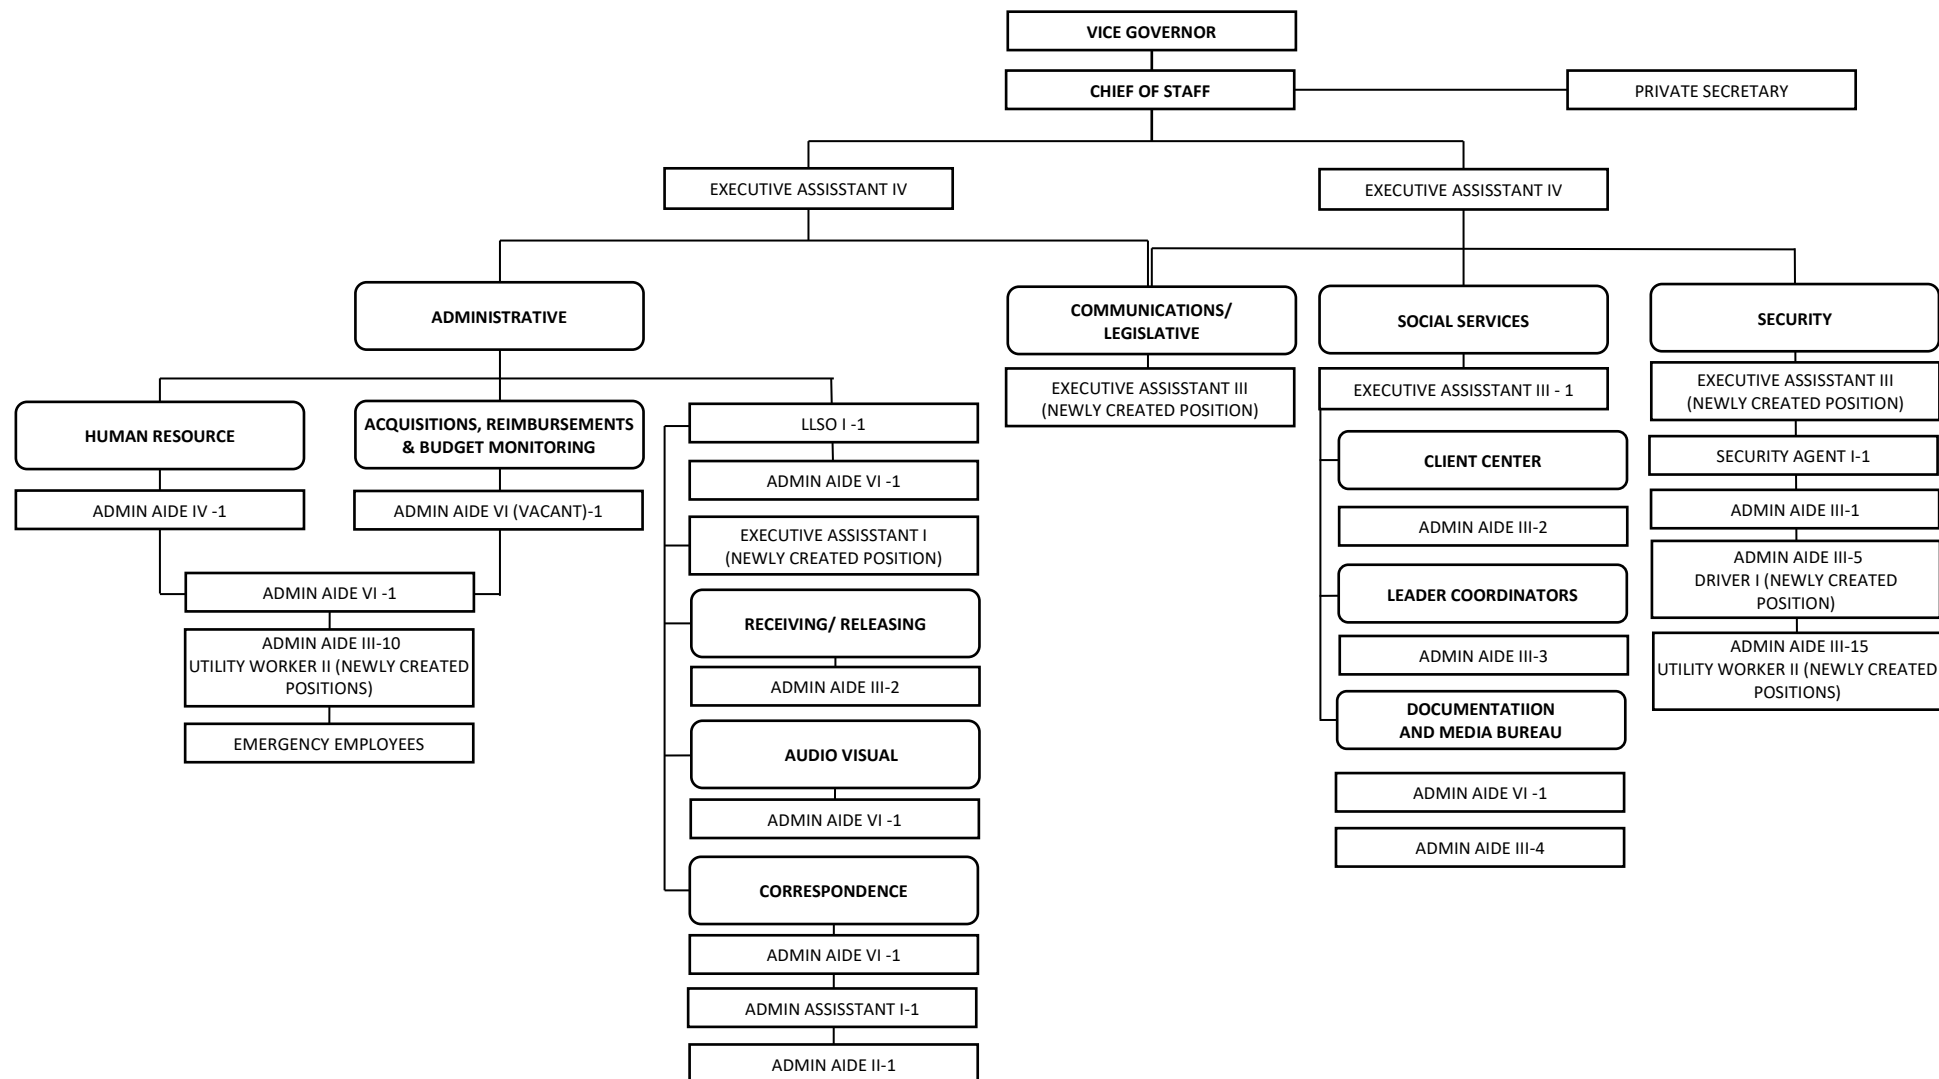 VICE GOVERNOR
CHIEF OF STAFF
PRIVATE SECRETARY
EXECUTIVE ASSISSTANT IV
EXECUTIVE ASSISSTANT IV
ADMINISTRATIVE
COMMUNICATIONS/
LEGISLATIVE
SOCIAL SERVICES
SECURITY
HUMAN RESOURCE
ADMIN AIDE IV -1
ACQUISITIONS, REIMBURSEMENTS
& BUDGET MONITORING
ADMIN AIDE VI (VACANT)-1
ADMIN AIDE VI -1
ADMIN AIDE III-10
UTILITY WORKER II (NEWLY CREATED
POSITIONS)
EMERGENCY EMPLOYEES
LLSO I -1
ADMIN AIDE VI -1
EXECUTIVE ASSISSTANT I
(NEWLY CREATED POSITION)
RECEIVING/ RELEASING
ADMIN AIDE III-2
AUDIO VISUAL
ADMIN AIDE VI -1
CORRESPONDENCE
ADMIN AIDE VI -1
ADMIN ASSISSTANT I-1
ADMIN AIDE II-1
EXECUTIVE ASSISSTANT III
(NEWLY CREATED POSITION)
EXECUTIVE ASSISSTANT III - 1
CLIENT CENTER
ADMIN AIDE III-2
LEADER COORDINATORS
ADMIN AIDE III-3
DOCUMENTATIION
AND MEDIA BUREAU
ADMIN AIDE VI -1
ADMIN AIDE III-4
EXECUTIVE ASSISSTANT III
(NEWLY CREATED POSITION)
SECURITY AGENT I-1
ADMIN AIDE III-1
ADMIN AIDE III-5
DRIVER I (NEWLY CREATED
POSITION)
ADMIN AIDE III-15
UTILITY WORKER II (NEWLY CREATED
POSITIONS)